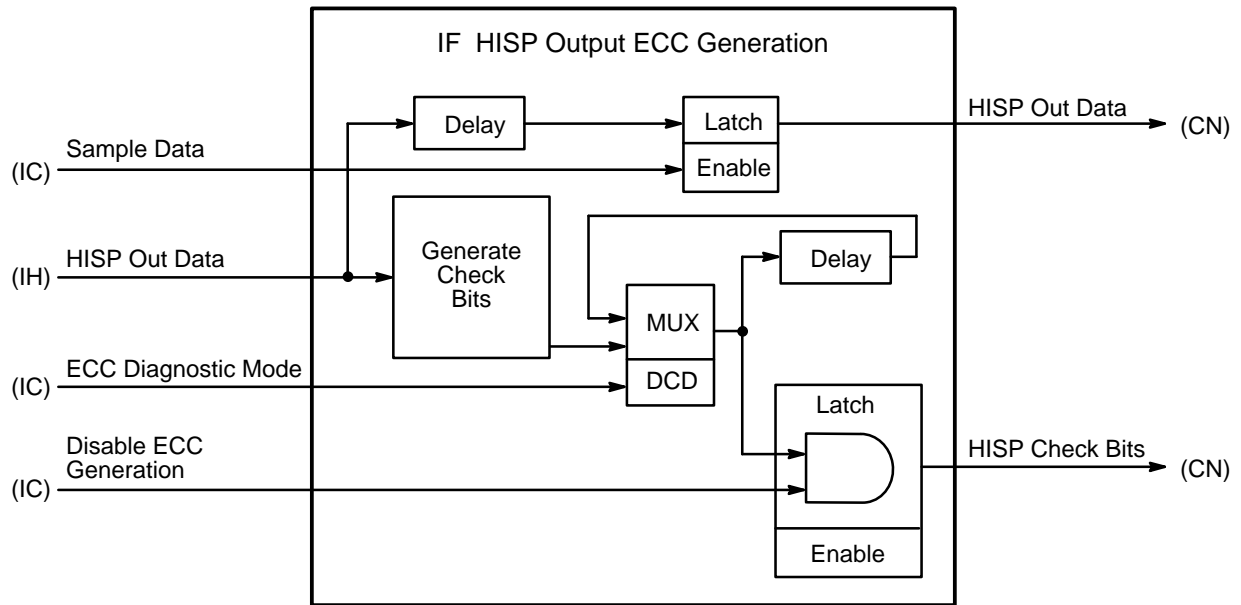 IF HISP Output ECC Generation
Delay
Latch
Enable
HISP Out Data
(CN)
Sample Data
(IC)
HISP Out Data
(IH)
Generate
Check
Bits
Delay
MUX
DCD
ECC Diagnostic Mode
(IC)
Latch
Disable ECC
Generation
(IC)
HISP Check Bits
(CN)
Enable